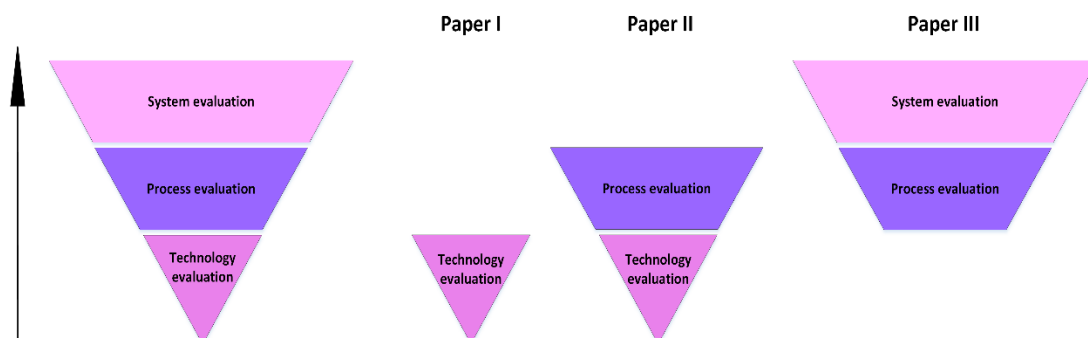 Paper I
Paper II
Paper III
System evaluation
System evaluation
Process evaluation
Process evaluation
Process evaluation
Technology
evaluation
Technology
evaluation
Technology
evaluation